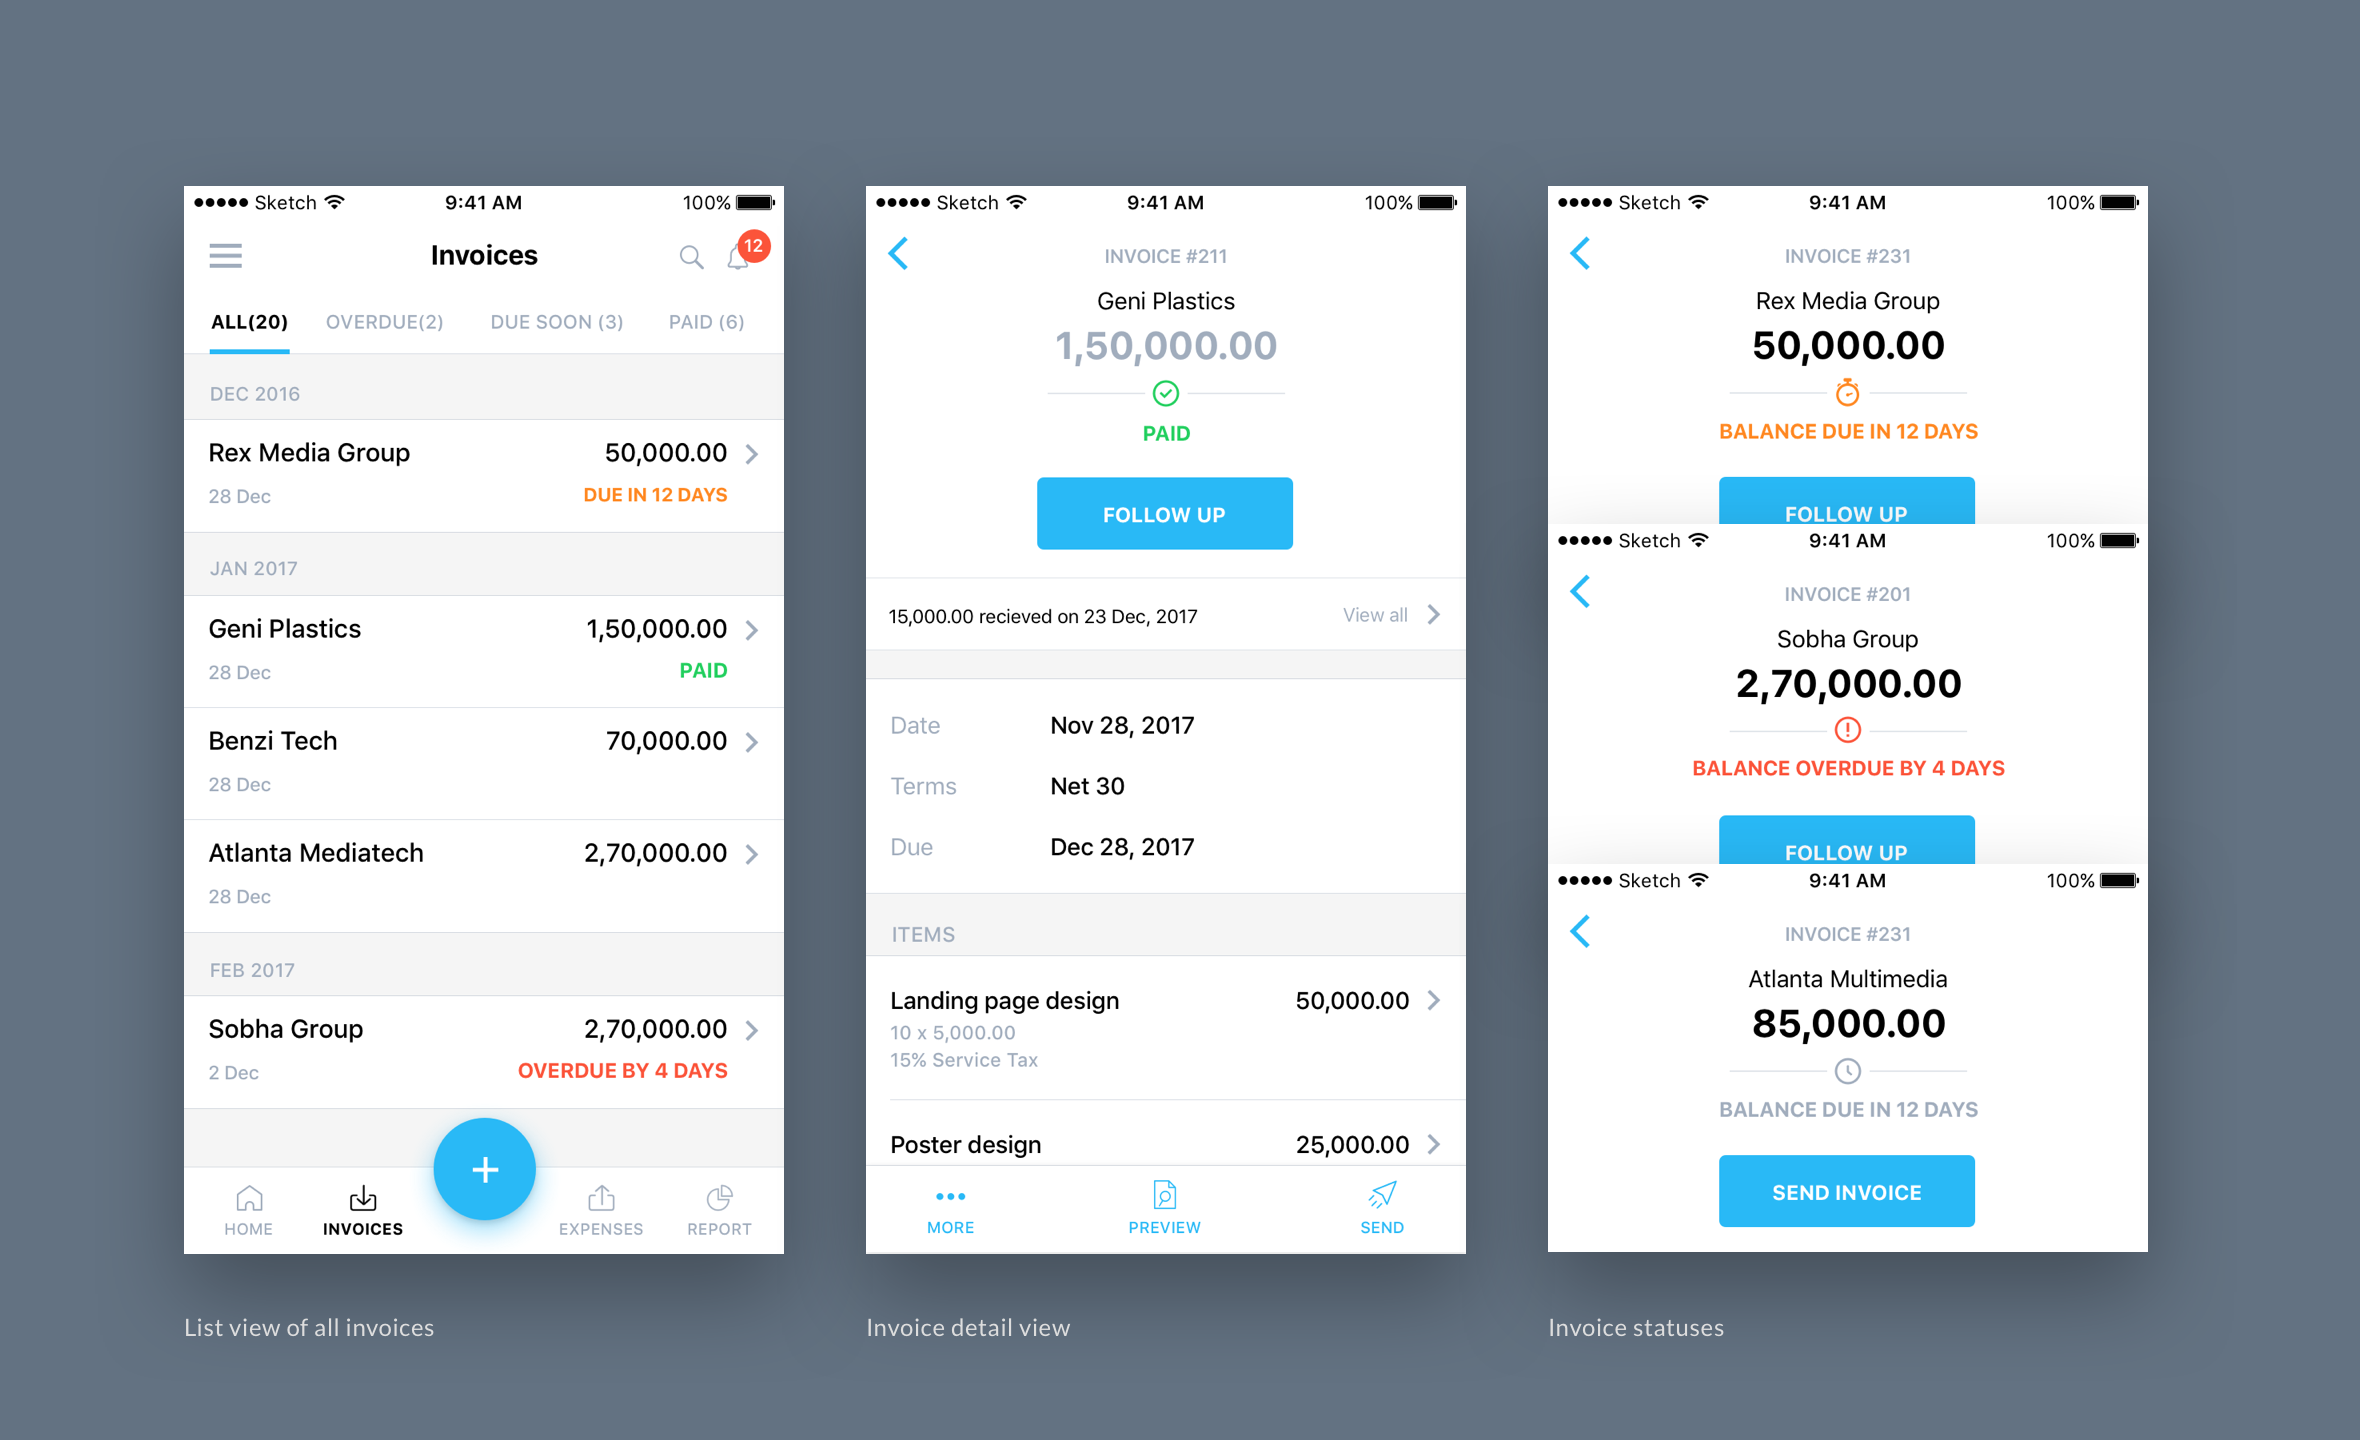 Sketch 9:41 AM 100%
Invoices 12
ALL(20) OVERDUE(2) DUE SOON (3) PAID (6)
DEC 2016
Rex Media Group 50,000.00
28 Dec DUE IN 12 DAYS
JAN 2017
Geni Plastics 1,50,000.00
28 Dec PAID
Benzi Tech 70,000.00
28 Dec
Atlanta Mediatech 2,70,000.00
28 Dec
FEB 2017
Sobha Group 2,70,000.00
2 Dec OVERDUE BY 4 DAYS
+
HOME INVOICES EXPENSES REPORT
List view of all invoices
Sketch 9:41 AM 100%
INVOICE #211
Geni Plastics
1,50,000.00
PAID
FOLLOW UP
15,000.00 recieved on 23 Dec, 2017 View all
Date Nov 28, 2017
Terms Net 30
Due Dec 28, 2017
ITEMS
Landing page design 50,000.00
10 x 5,000.00
15% Service Tax
Poster design 25,000.00
MORE PREVIEW SEND
Invoice detail view
Sketch 9:41 AM 100%
INVOICE #231
Rex Media Group
50,000.00
BALANCE DUE IN 12 DAYS
FOLLOW UP
Sketch 9:41 AM 100%
INVOICE #201
Sobha Group
2,70,000.00
BALANCE OVERDUE BY 4 DAYS
FOLLOW UP
Sketch 9:41 AM 100%
INVOICE #231
Atlanta Multimedia
85,000.00
BALANCE DUE IN 12 DAYS
SEND INVOICE
Invoice statuses